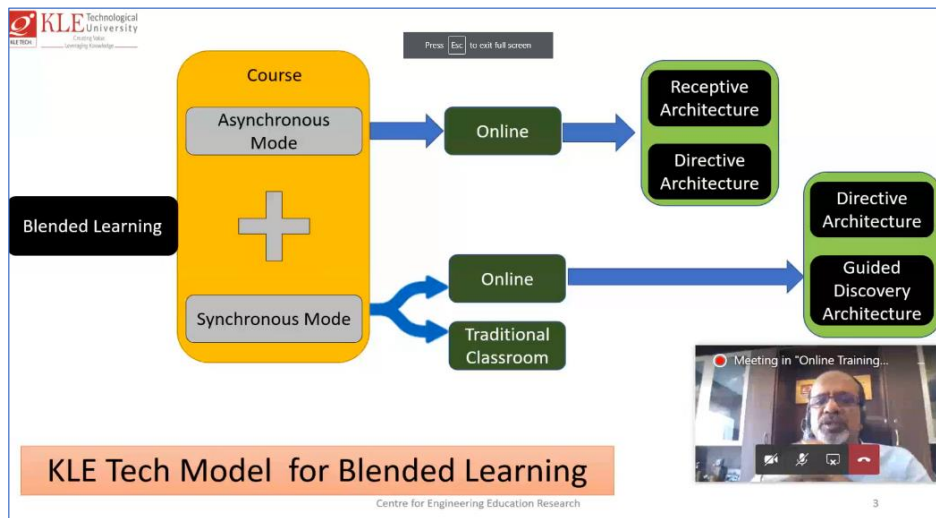 KLE Technological
University
Creating Value
Leveraging Knowledge
KLE TECH
Press Esc to exit full screen
Course
Asynchronous
Mode
Online
Receptive
Architecture
Directive
Architecture
Blended Learning
Synchronous Mode
Online
Traditional
Classroom
Directive
Architecture
Guided
Discovery
Architecture
Meeting in "Online Training...
KLE Tech Model for Blended Learning
Centre for Engineering Education Research
3